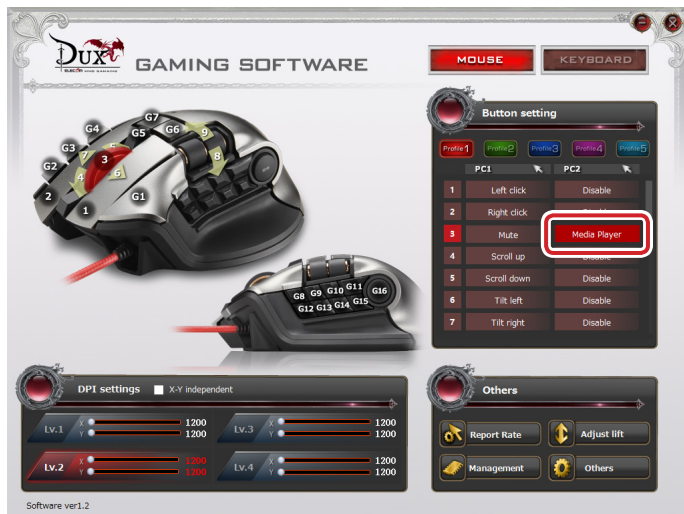 DUX
ELECOM MMO GAMING
GAMING SOFTWARE
MOUSE
KEYBOARD
G7
G4 G5 G6 9
G3 7 5
G2 3 8
4 6
2 1 G1
G8 G9 G10 G11 G16
G12 G13 G14 G15
Button setting
Profile1 Profile2 Profile3 Profile4 Profile5
PC1 PC2
1 Left click Disable
2 Right click
3 Mute Media Player
4 Scroll up Disable
5 Scroll down Disable
6 Tilt left Disable
7 Tilt right Disable
DPI settings X-Y independent
Lv.1 X 1200
Y 1200
Lv.3 X 1200
Y 1200
Lv.2 X 1200
Y 1200
Lv.4 X 1200
Y 1200
Others
Report Rate Adjust lift
Management Others
Software ver1.2